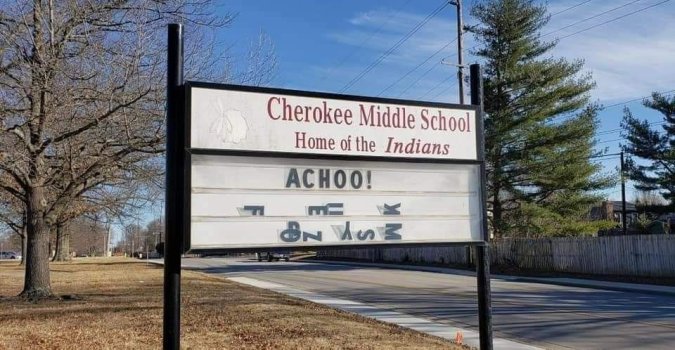 Cherokee Middle School
Home of the Indians
ACHOO!